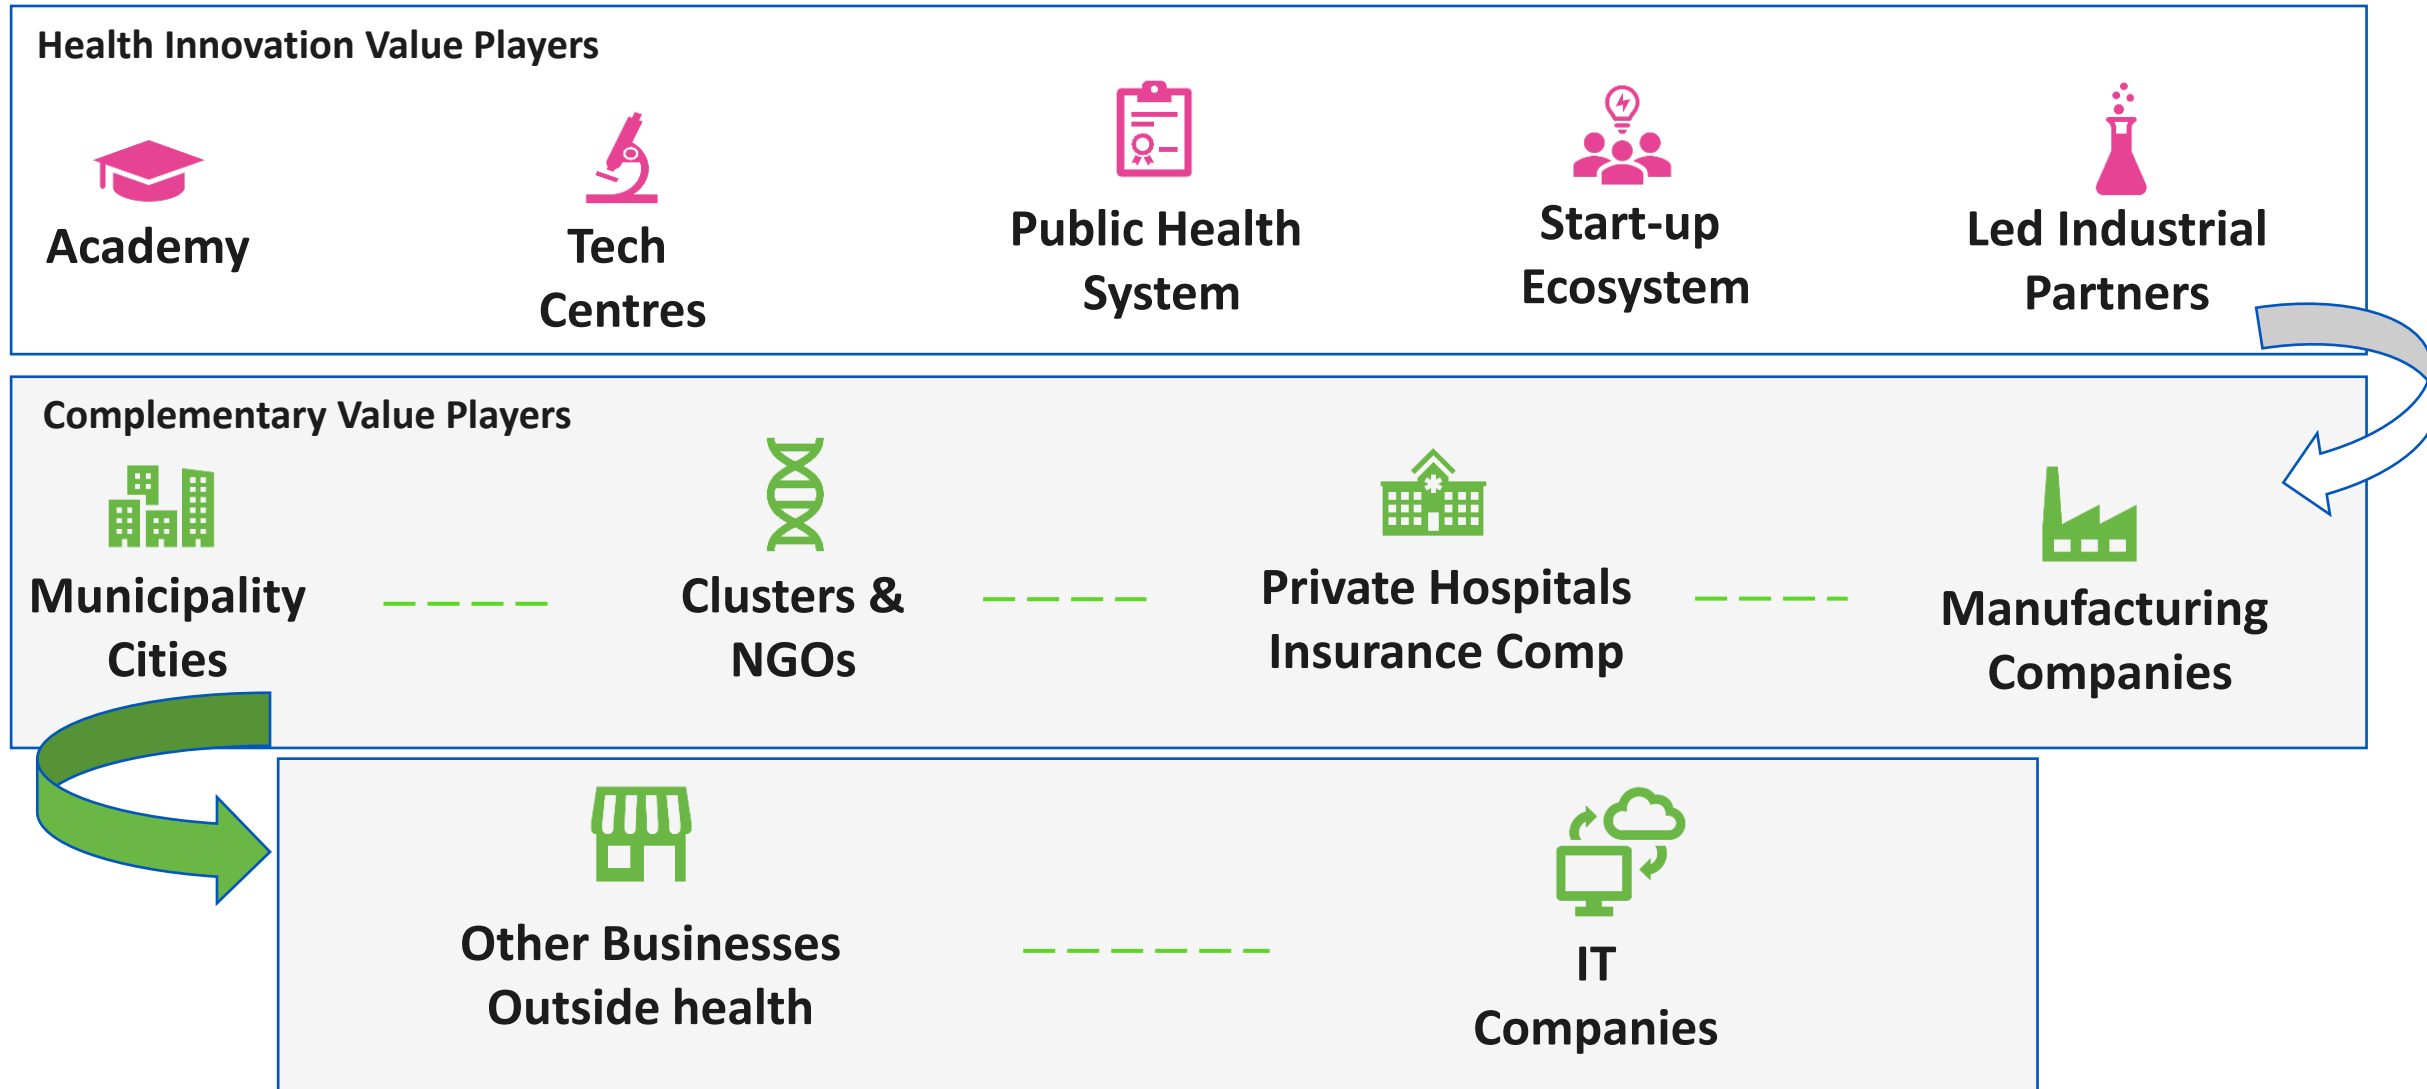 Health Innovation Value Players
Academy
Tech
Centres
Public Health
System
Start-up
Ecosystem
Led Industrial
Partners
Complementary Value Players
Municipality
Cities
Clusters &
NGOs
Private Hospitals
Insurance Comp
Manufacturing
Companies
Other Businesses
Outside health
IT
Companies